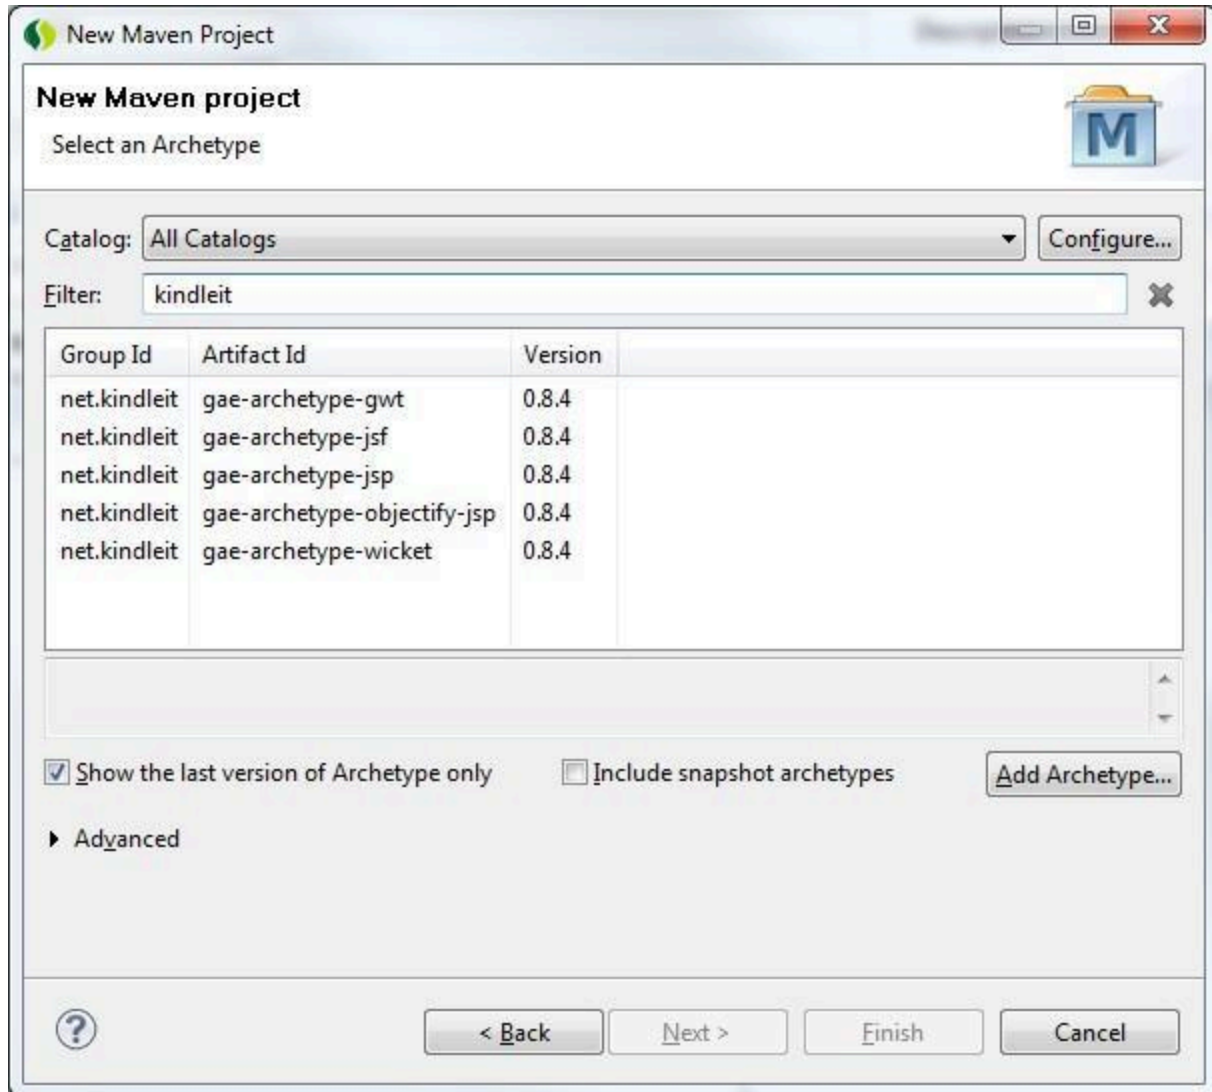 New Maven Project
New Maven project
Select an Archetype
M
Catalog: All Catalogs Configure...
Filter: kindleit
Group Id Artifact Id Version
net.kindleit gae-archetype-gwt 0.8.4
net.kindleit gae-archetype-jsf 0.8.4
net.kindleit gae-archetype-jsp 0.8.4
net.kindleit gae-archetype-objectify-jsp 0.8.4
net.kindleit gae-archetype-wicket 0.8.4
Show the last version of Archetype only Include snapshot archetypes Add Archetype...
Advanced
? < Back Next > Finish Cancel